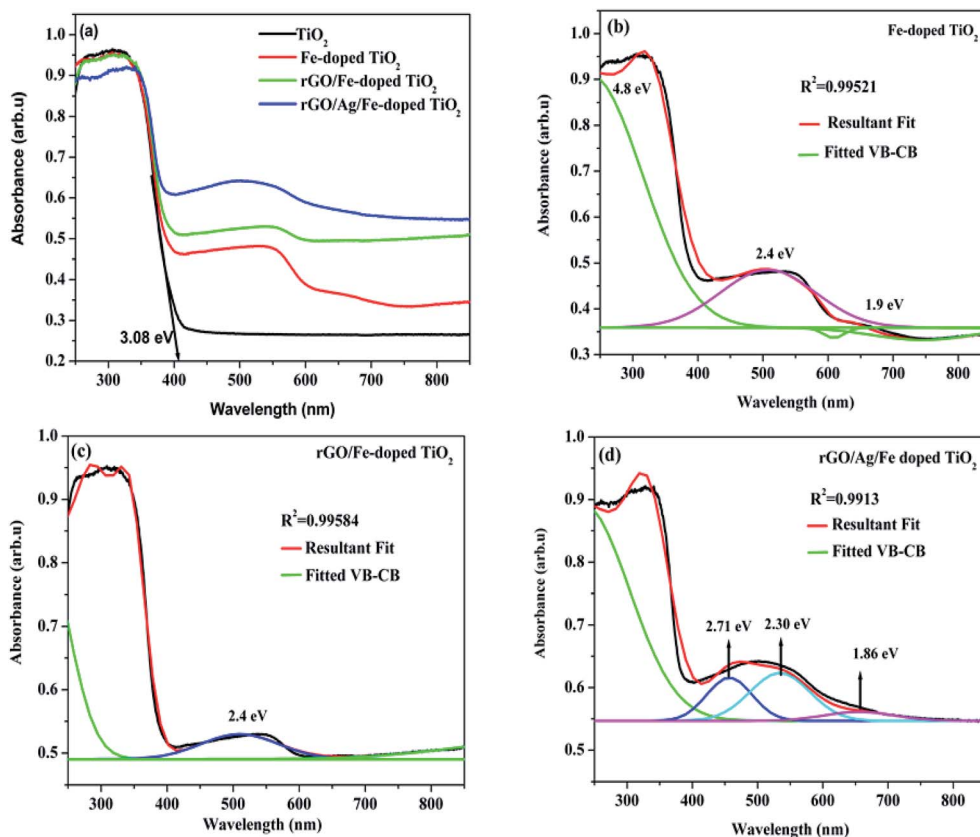 (a)
TiO₂
Fe-doped TiO₂
rGO/Fe-doped TiO₂
rGO/Ag/Fe-doped TiO₂
3.08 eV
1.0
0.9
0.8
0.7
0.6
0.5
0.4
0.3
0.2
300 400 500 600 700 800
Absorbance (arb.u)
Wavelength (nm)
(b)
Fe-doped TiO₂
4.8 eV
R²=0.99521
Resultant Fit
Fitted VB-CB
2.4 eV
1.9 eV
1.0
0.9
0.8
0.7
0.6
0.5
0.4
0.3
300 400 500 600 700 800
Absorbance (arb.u)
Wavelength (nm)
(c)
rGO/Fe-doped TiO₂
R²=0.99584
Resultant Fit
Fitted VB-CB
2.4 eV
1.0
0.9
0.8
0.7
0.6
0.5
300 400 500 600 700 800
Absorbance (arb.u)
Wavelength (nm)
(d)
rGO/Ag/Fe doped TiO₂
R²=0.9913
Resultant Fit
Fitted VB-CB
2.71 eV
2.30 eV
1.86 eV
1.0
0.9
0.8
0.7
0.6
0.5
300 400 500 600 700 800
Absorbance (arb.u)
Wavelength (nm)